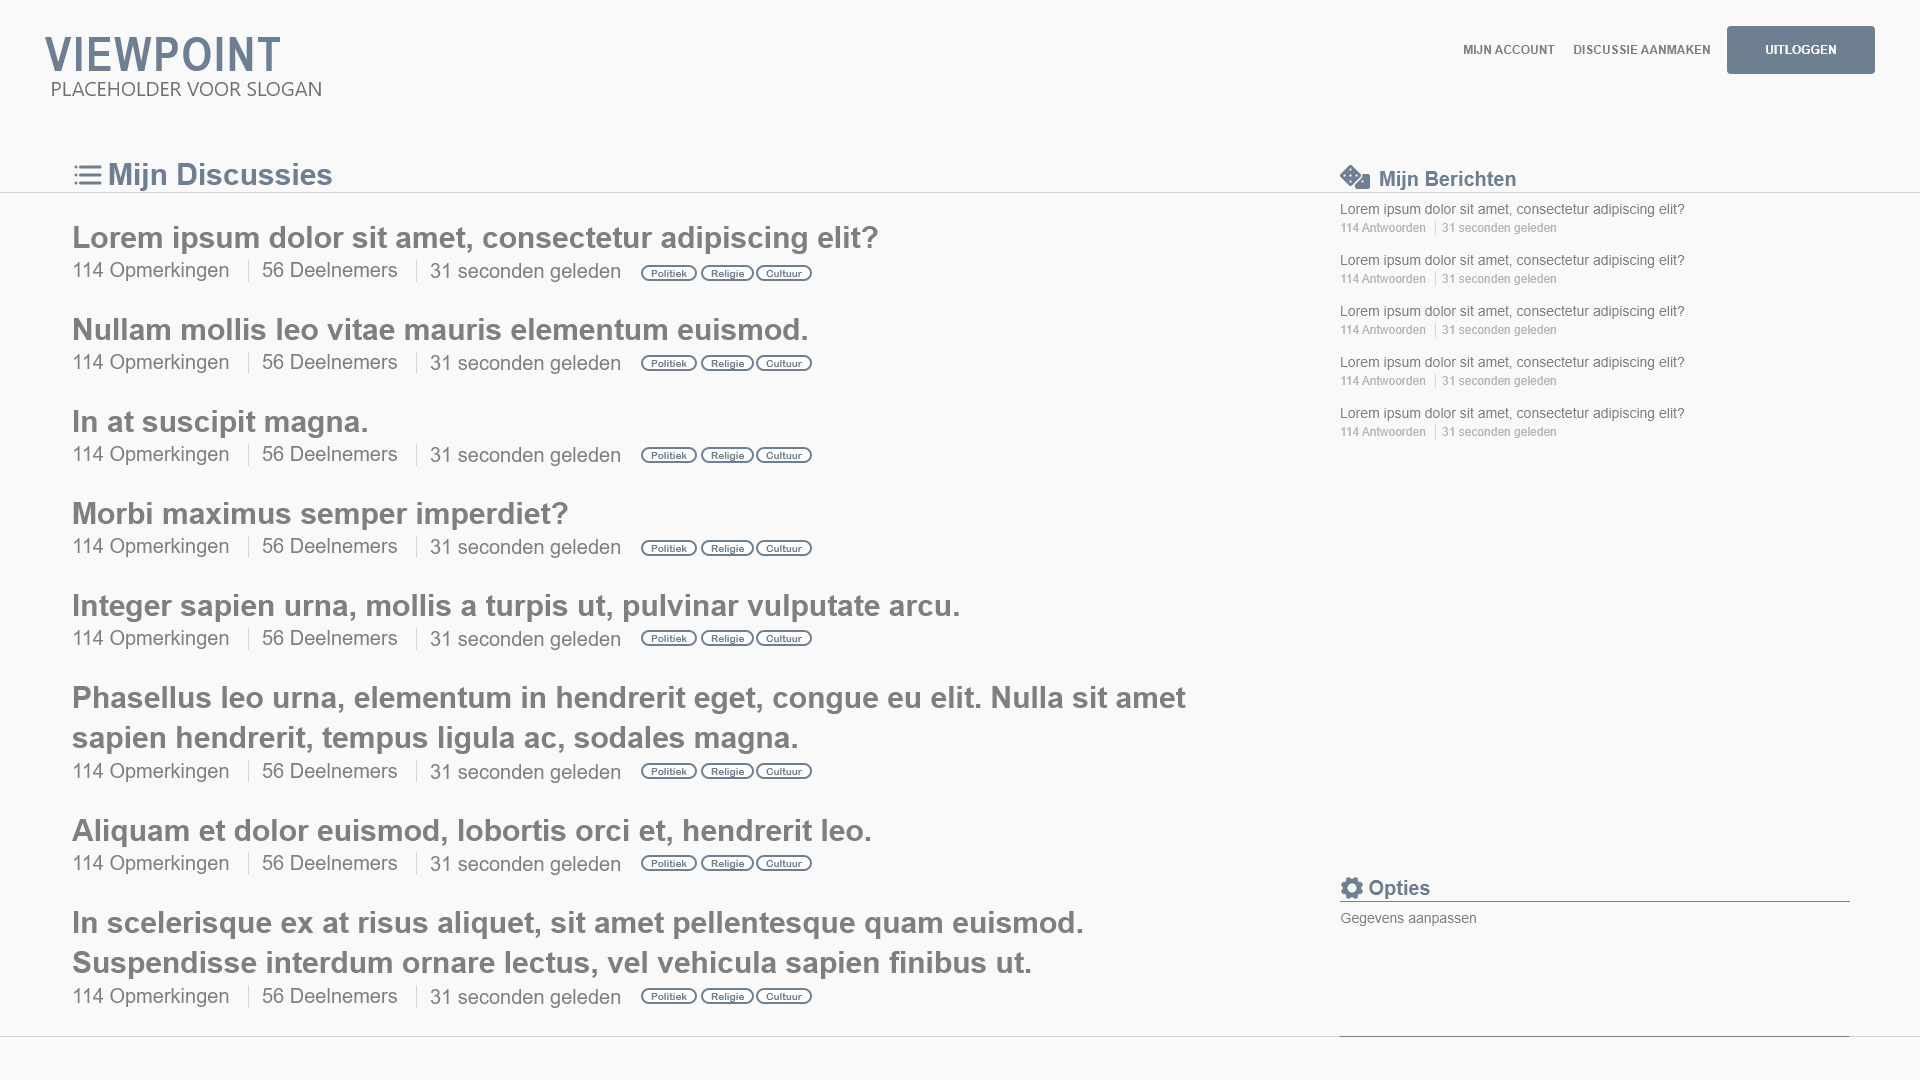 VIEWPOINT
PLACEHOLDER VOOR SLOGAN
MIJN ACCOUNT
DISCUSSIE AANMAKEN
UITLOGGEN
Mijn Discussies
Lorem ipsum dolor sit amet, consectetur adipiscing elit?
114 Opmerkingen 56 Deelnemers 31 seconden geleden Politiek Religie Cultuur
Nullam mollis leo vitae mauris elementum euismod.
114 Opmerkingen 56 Deelnemers 31 seconden geleden Politiek Religie Cultuur
In at suscipit magna.
114 Opmerkingen 56 Deelnemers 31 seconden geleden Politiek Religie Cultuur
Morbi maximus semper imperdiet?
114 Opmerkingen 56 Deelnemers 31 seconden geleden Politiek Religie Cultuur
Integer sapien urna, mollis a turpis ut, pulvinar vulputate arcu.
114 Opmerkingen 56 Deelnemers 31 seconden geleden Politiek Religie Cultuur
Phasellus leo urna, elementum in hendrerit eget, congue eu elit. Nulla sit amet
sapien hendrerit, tempus ligula ac, sodales magna.
114 Opmerkingen 56 Deelnemers 31 seconden geleden Politiek Religie Cultuur
Aliquam et dolor euismod, lobortis orci et, hendrerit leo.
114 Opmerkingen 56 Deelnemers 31 seconden geleden Politiek Religie Cultuur
In scelerisque ex at risus aliquet, sit amet pellentesque quam euismod.
Suspendisse interdum ornare lectus, vel vehicula sapien finibus ut.
114 Opmerkingen 56 Deelnemers 31 seconden geleden Politiek Religie Cultuur
Mijn Berichten
Lorem ipsum dolor sit amet, consectetur adipiscing elit?
114 Antwoorden 31 seconden geleden
Lorem ipsum dolor sit amet, consectetur adipiscing elit?
114 Antwoorden 31 seconden geleden
Lorem ipsum dolor sit amet, consectetur adipiscing elit?
114 Antwoorden 31 seconden geleden
Lorem ipsum dolor sit amet, consectetur adipiscing elit?
114 Antwoorden 31 seconden geleden
Lorem ipsum dolor sit amet, consectetur adipiscing elit?
114 Antwoorden 31 seconden geleden
Opties
Gegevens aanpassen